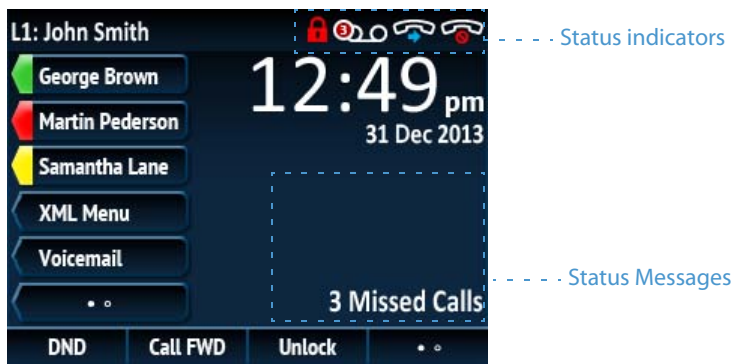 L1: John Smith
3
Status indicators
George Brown
12:49 pm
Martin Pederson
31 Dec 2013
Samantha Lane
XML Menu
Voicemail
Status Messages
3 Missed Calls
DND Call FWD Unlock